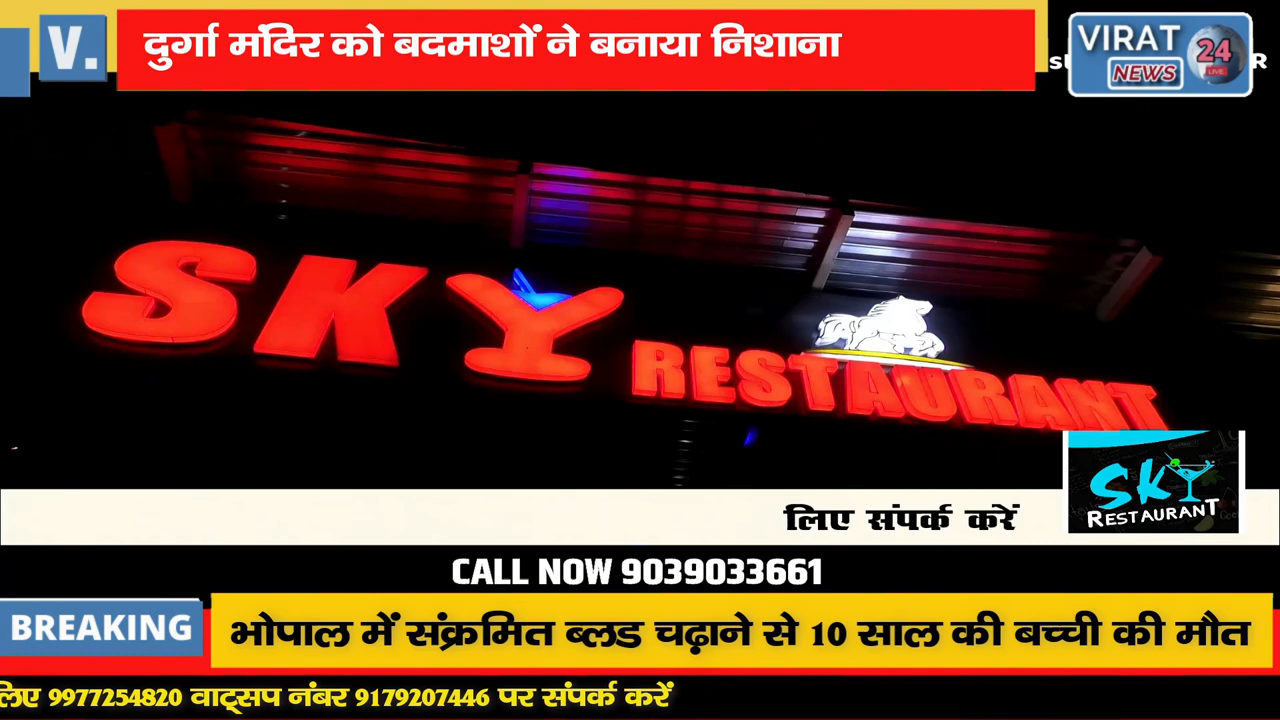 V.
दुर्गा मंदिर को बदमाशों ने बनाया निशाना
VIRAT
24
LIVE
NEWS
R
SKY RESTAURANT
लिए संपर्क करें
SKY
RESTAURANT
CALL NOW 9039033661
BREAKING
भोपाल में संक्रमित ब्लड चढ़ाने से 10 साल की बच्ची की मौत
लिए 9977254820 वाट्सप नंबर 9179207446 पर संपर्क करें